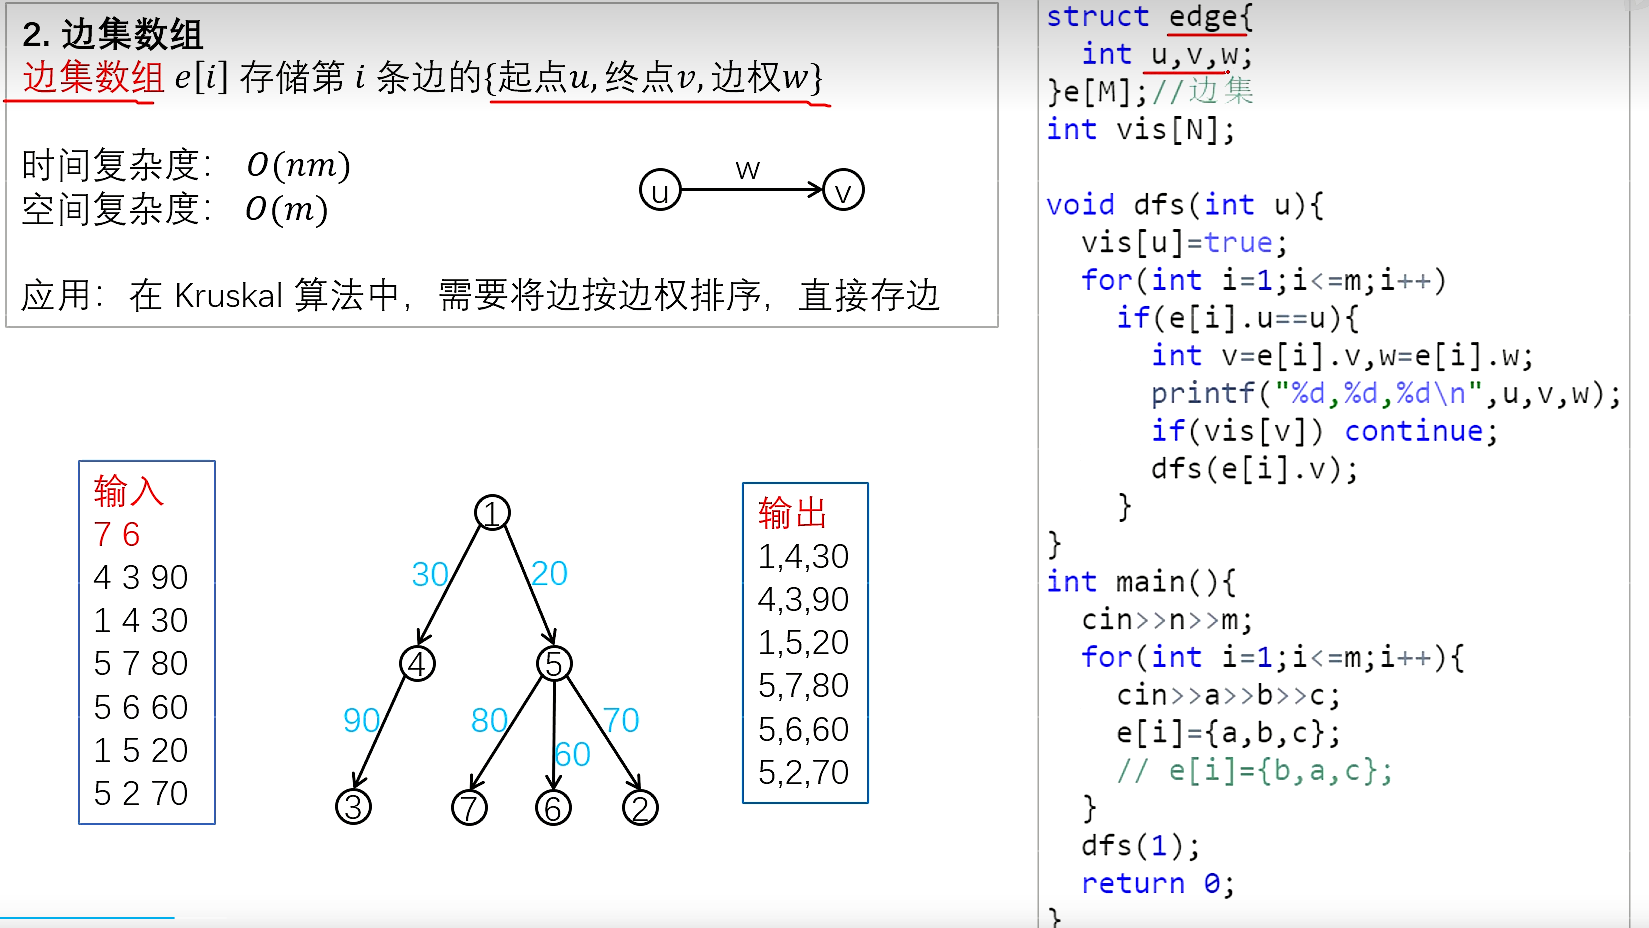 2. 边集数组
边集数组 e[i] 存储第 i 条边的{起点u, 终点v, 边权w}
时间复杂度： O(nm)
空间复杂度： O(m)
w
u
v
应用：在 Kruskal 算法中，需要将边按边权排序，直接存边
输入
7 6
4 3 90
1 4 30
5 7 80
5 6 60
1 5 20
5 2 70
1
30
20
4
5
90
80
60
70
3
7
6
2
输出
1,4,30
4,3,90
1,5,20
5,7,80
5,6,60
5,2,70
struct edge{
int u,v,w;
}e[M];//边集
int vis[N];
void dfs(int u){
vis[u]=true;
for(int i=1;i<=m;i++)
if(e[i].u==u){
int v=e[i].v,w=e[i].w;
printf("%d,%d,%d\n",u,v,w);
if(vis[v]) continue;
dfs(e[i].v);
}
}
int main(){
cin>>n>>m;
for(int i=1;i<=m;i++){
cin>>a>>b>>c;
e[i]={a,b,c};
// e[i]={b,a,c};
}
dfs(1);
return 0;
}